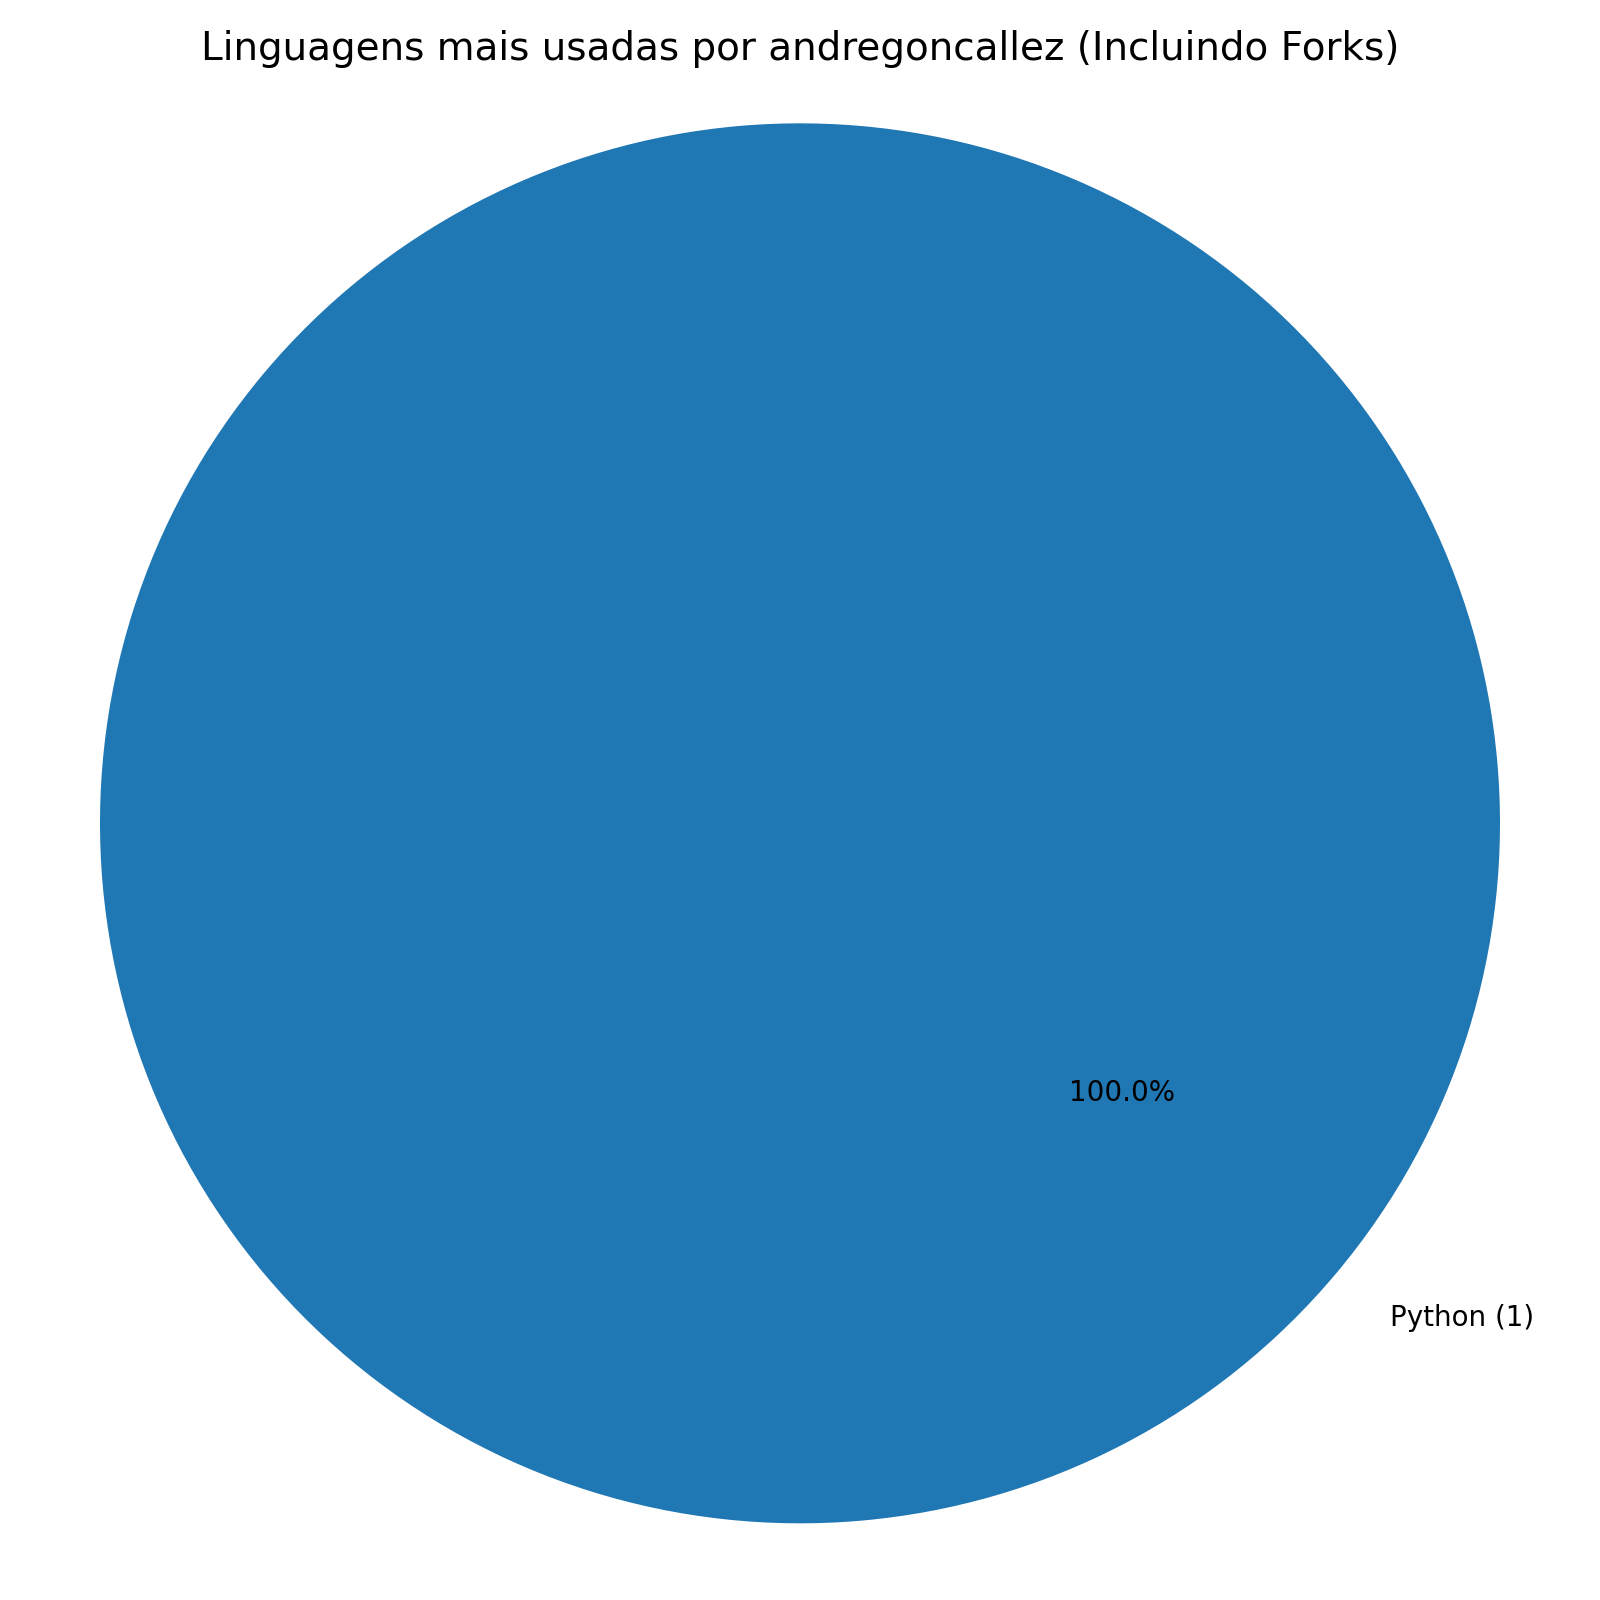 Linguagens mais usadas por andregoncallez (Incluindo Forks)
100.0%
Python (1)